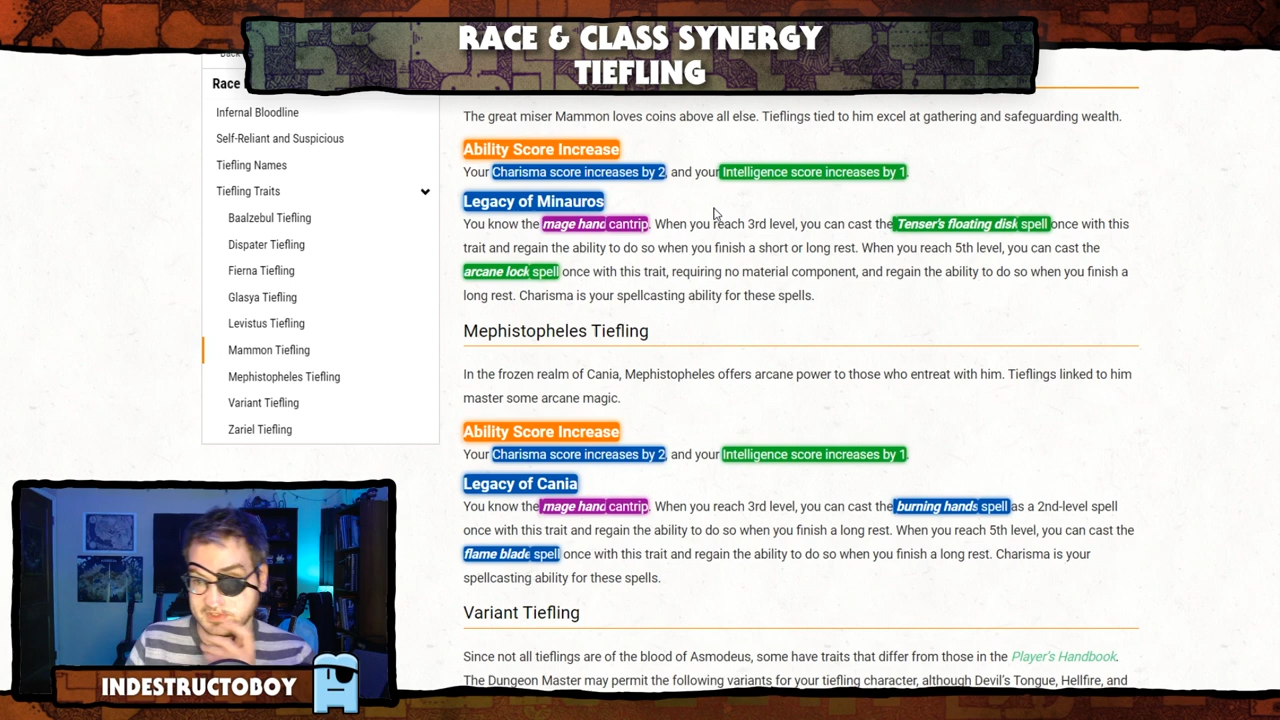 RACE & CLASS SYNERGY
TIEFLING
Race
Infernal Bloodline
Self-Reliant and Suspicious
Tiefling Names
Tiefling Traits
Baalzebul Tiefling
Dispater Tiefling
Fierna Tiefling
Glasya Tiefling
Levistus Tiefling
Mammon Tiefling
Mephistopheles Tiefling
Variant Tiefling
Zariel Tiefling
The great miser Mammon loves coins above all else. Tieflings tied to him excel at gathering and safeguarding wealth.
Ability Score Increase
Your Charisma score increases by 2, and your Intelligence score increases by 1.
Legacy of Minauros
You know the mage hand cantrip. When you reach 3rd level, you can cast the Tenser's floating disk spell once with this
trait and regain the ability to do so when you finish a short or long rest. When you reach 5th level, you can cast the
arcane lock spell once with this trait, requiring no material component, and regain the ability to do so when you finish a
long rest. Charisma is your spellcasting ability for these spells.
Mephistopheles Tiefling
In the frozen realm of Cania, Mephistopheles offers arcane power to those who entreat with him. Tieflings linked to him
master some arcane magic.
Ability Score Increase
Your Charisma score increases by 2, and your Intelligence score increases by 1.
Legacy of Cania
You know the mage hand cantrip. When you reach 3rd level, you can cast the burning hands spell as a 2nd-level spell
once with this trait and regain the ability to do so when you finish a long rest. When you reach 5th level, you can cast the
flame blade spell once with this trait and regain the ability to do so when you finish a long rest. Charisma is your
spellcasting ability for these spells.
Variant Tiefling
Since not all tieflings are of the blood of Asmodeus, some have traits that differ from those in the Player's Handbook.
The Dungeon Master may permit the following variants for your tiefling character, although Devil's Tongue, Hellfire, and
INDESTRUCTOBOY